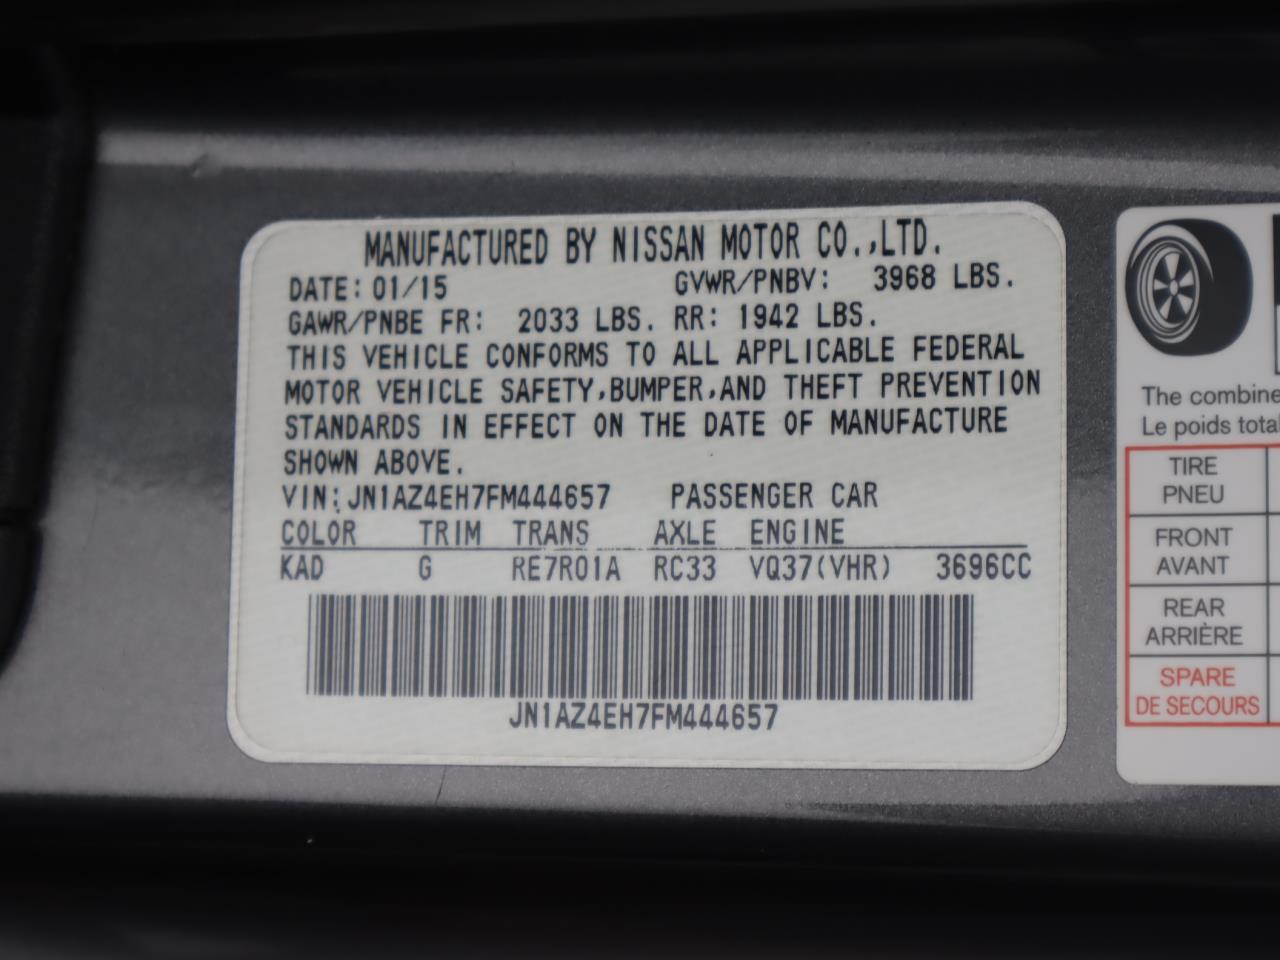 MANUFACTURED BY NISSAN MOTOR CO.,LTD.
DATE: 01/15 GVWR/PNBV: 3968 LBS.
GAWR/PNBE FR: 2033 LBS. RR: 1942 LBS.
THIS VEHICLE CONFORMS TO ALL APPLICABLE FEDERAL
MOTOR VEHICLE SAFETY,BUMPER,AND THEFT PREVENTION
STANDARDS IN EFFECT ON THE DATE OF MANUFACTURE
SHOWN ABOVE.
VIN: JN1AZ4EH7FM444657 PASSENGER CAR
COLOR TRIM TRANS AXLE ENGINE
KAD G RE7R01A RC33 VQ37(VHR) 3696CC
JN1AZ4EH7FM444657
The combine
Le poids total
TIRE
PNEU
FRONT
AVANT
REAR
ARRIÈRE
SPARE
DE SECOURS